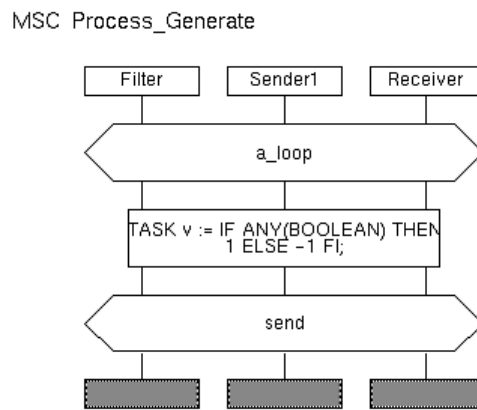 MSC Process_Generate
Filter Sender1 Receiver
a_loop
TASK v := IF ANY(BOOLEAN) THEN
1 ELSE -1 FI;
send